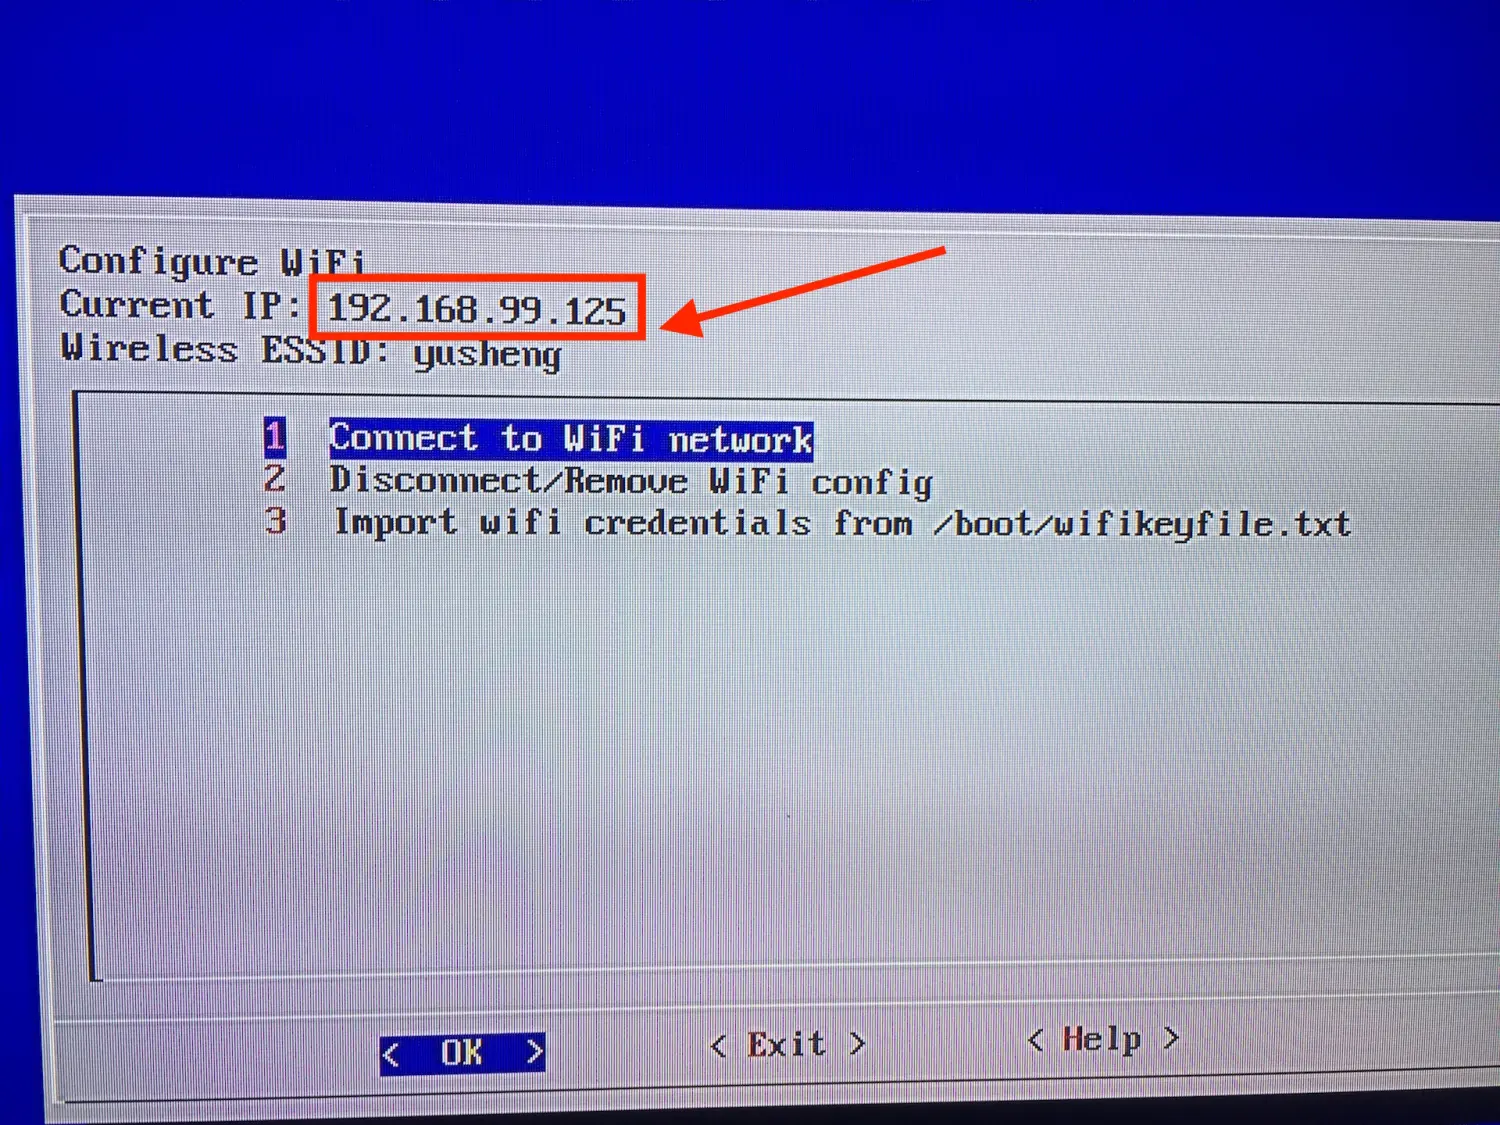 Configure WiFi
Current IP: 192.168.99.125
Wireless ESSID: yusheng
1 Connect to WiFi network
2 Disconnect/Remove WiFi config
3 Import wifi credentials from /boot/wifikeyfile.txt
< OK > < Exit > < Help >